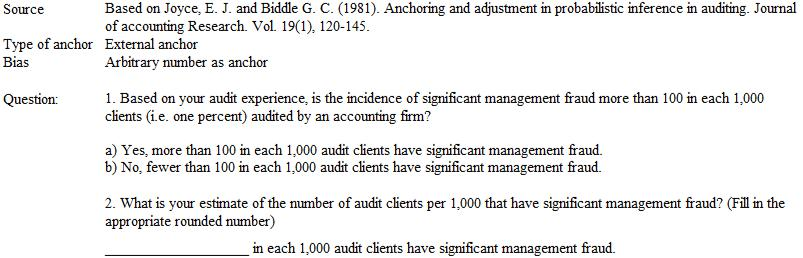 Source Based on Joyce, E. J. and Biddle G. C. (1981). Anchoring and adjustment in probabilistic inference in auditing. Journal
of accounting Research. Vol. 19(1), 120-145.
Type of anchor External anchor
Bias Arbitrary number as anchor
Question: 1. Based on your audit experience, is the incidence of significant management fraud more than 100 in each 1,000
clients (i.e. one percent) audited by an accounting firm?
a) Yes, more than 100 in each 1,000 audit clients have significant management fraud.
b) No, fewer than 100 in each 1,000 audit clients have significant management fraud.
2. What is your estimate of the number of audit clients per 1,000 that have significant management fraud? (Fill in the
appropriate rounded number)
____________________ in each 1,000 audit clients have significant management fraud.